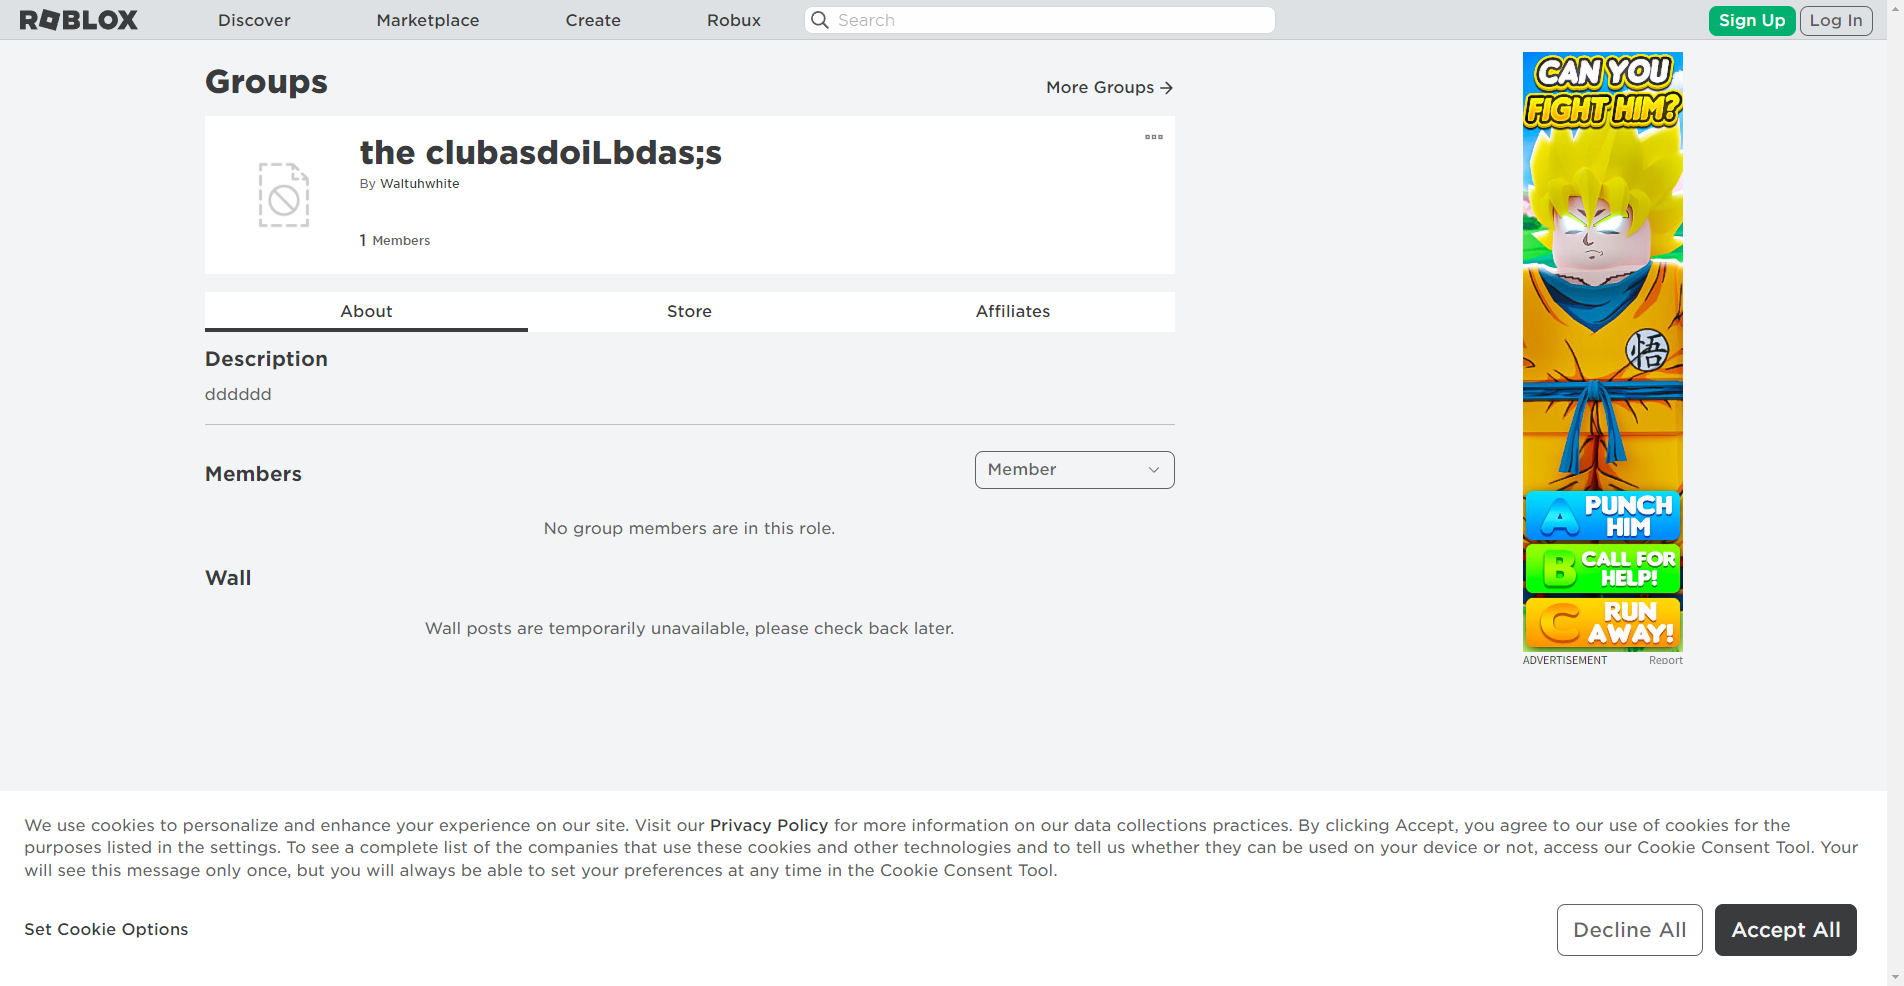 ROBLOX
Discover
Marketplace
Create
Robux
Search
Sign Up
Log In
Groups
More Groups →
the clubasdoiLbdas;s
By Waltuhwhite
1 Members
About
Store
Affiliates
Description
dddddd
Members
Member
No group members are in this role.
Wall
Wall posts are temporarily unavailable, please check back later.
CAN YOU
FIGHT HIM?
悟
A PUNCH
HIM
B CALL FOR
HELP!
C RUN
AWAY!
ADVERTISEMENT
Report
We use cookies to personalize and enhance your experience on our site. Visit our Privacy Policy for more information on our data collections practices. By clicking Accept, you agree to our use of cookies for the
purposes listed in the settings. To see a complete list of the companies that use these cookies and other technologies and to tell us whether they can be used on your device or not, access our Cookie Consent Tool. Your
will see this message only once, but you will always be able to set your preferences at any time in the Cookie Consent Tool.
Set Cookie Options
Decline All
Accept All